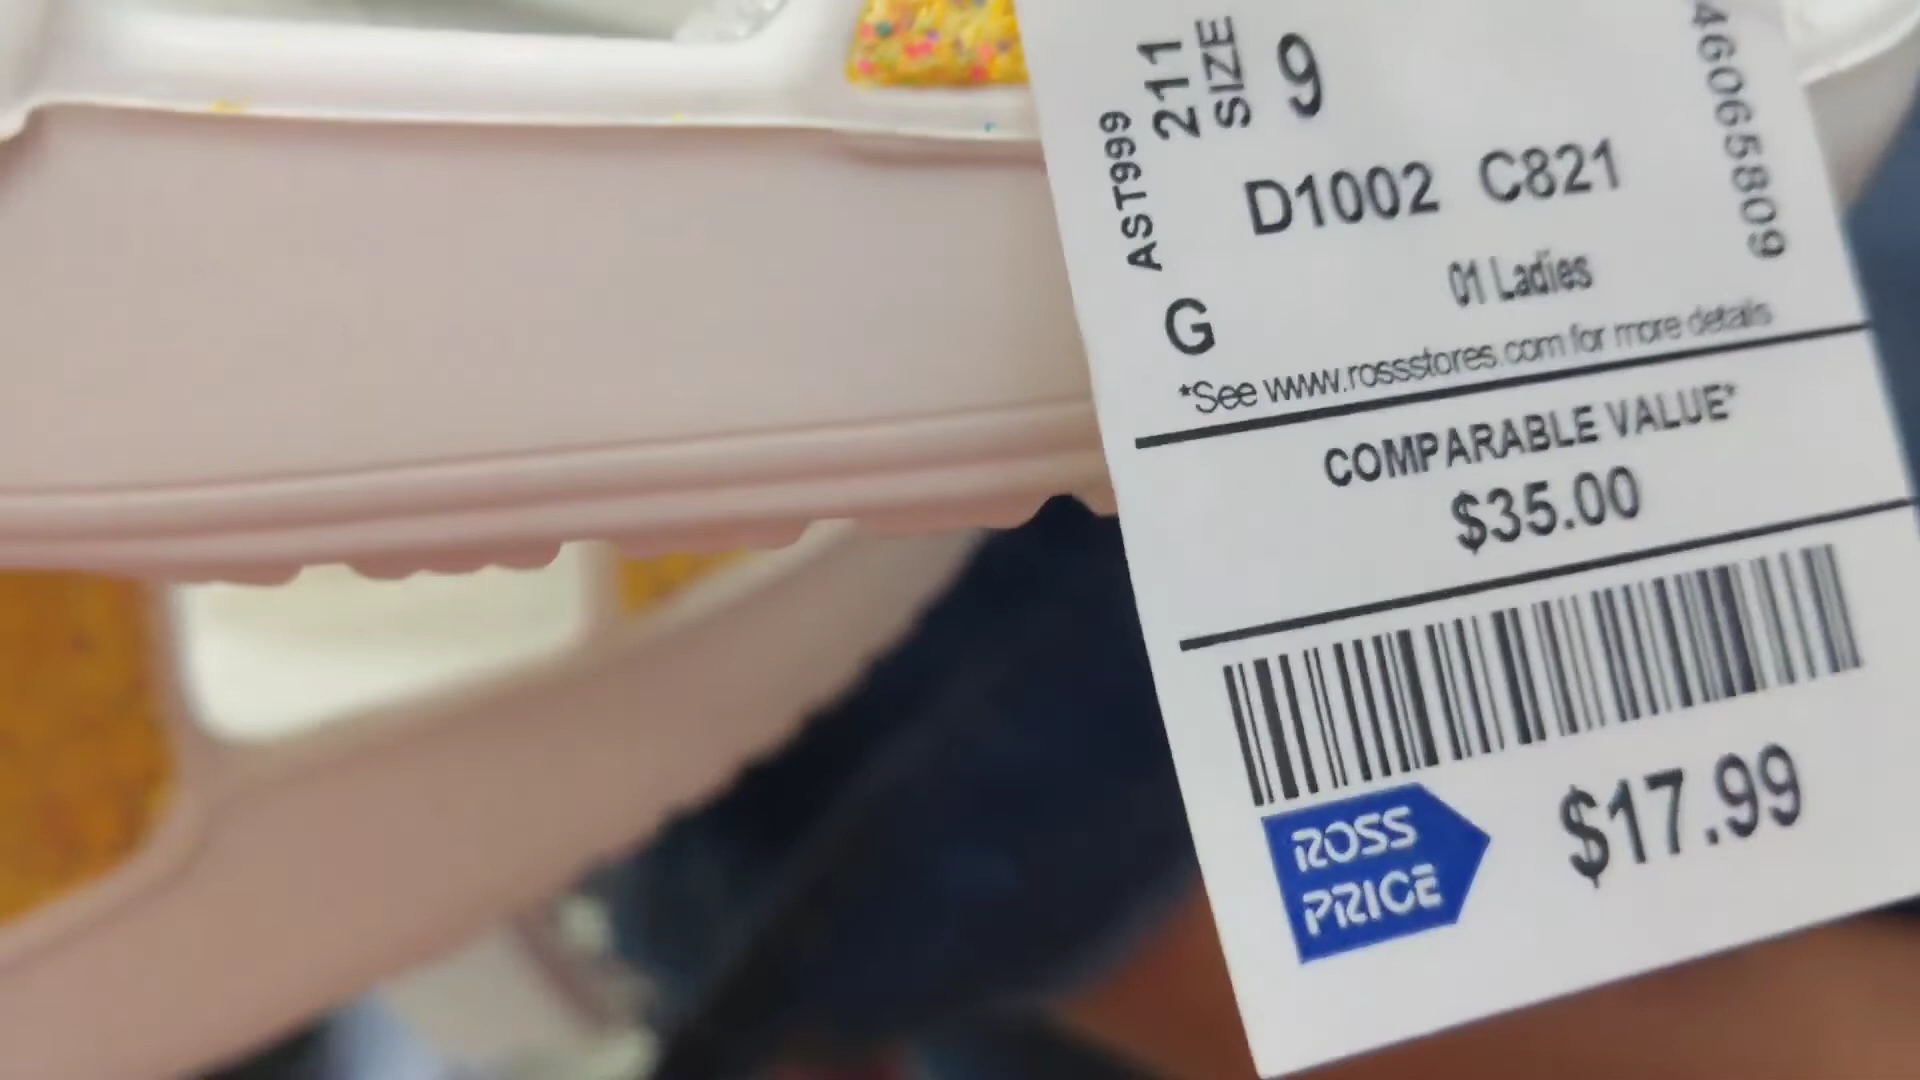 AST999
211
SIZE
9
D1002 C821
46065809
01 Ladies
G
*See www.rossstores.com for more details
COMPARABLE VALUE*
$35.00
ROSS
PRICE
$17.99